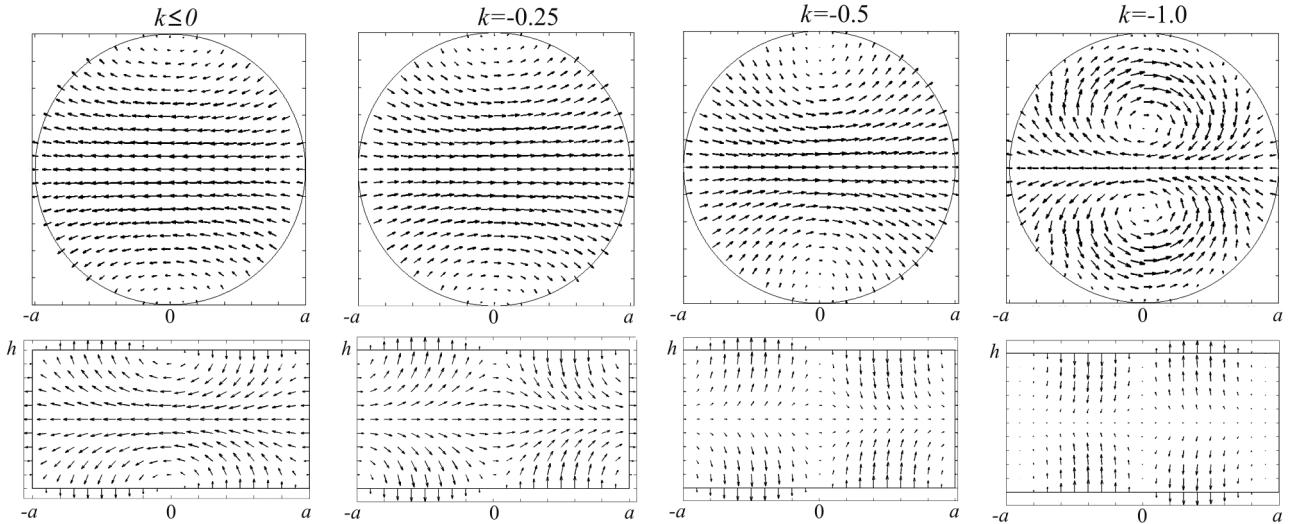 k≤0 k=-0.25 k=-0.5 k=-1.0
-a 0 a -a 0 a -a 0 a -a 0 a
h h h h
-a 0 a -a 0 a -a 0 a -a 0 a